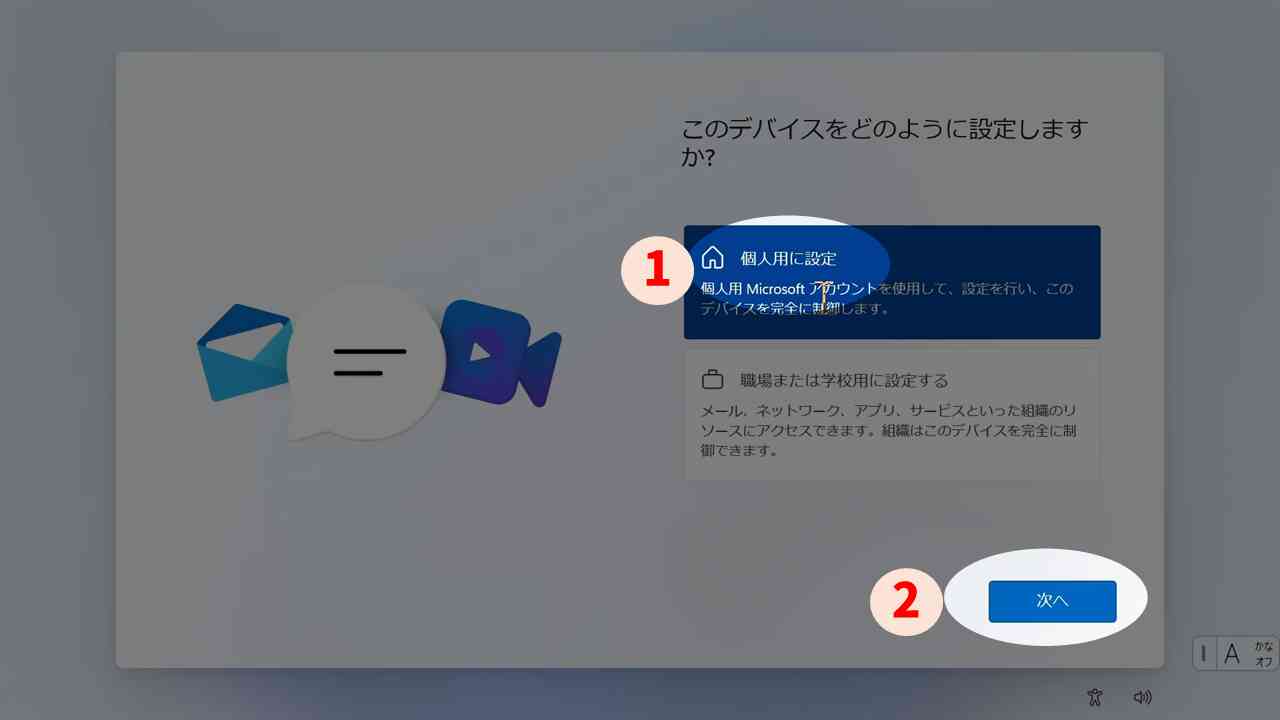 このデバイスをどのように設定します
か?
1
個人用に設定
個人用 Microsoft アカウントを使用して、設定を行い、この
デバイスを完全に制御します。
職場または学校用に設定する
メール、ネットワーク、アプリ、サービスといった組織のリ
ソースにアクセスできます。組織はこのデバイスを完全に制
御できます。
2
次へ
A
かな
オフ